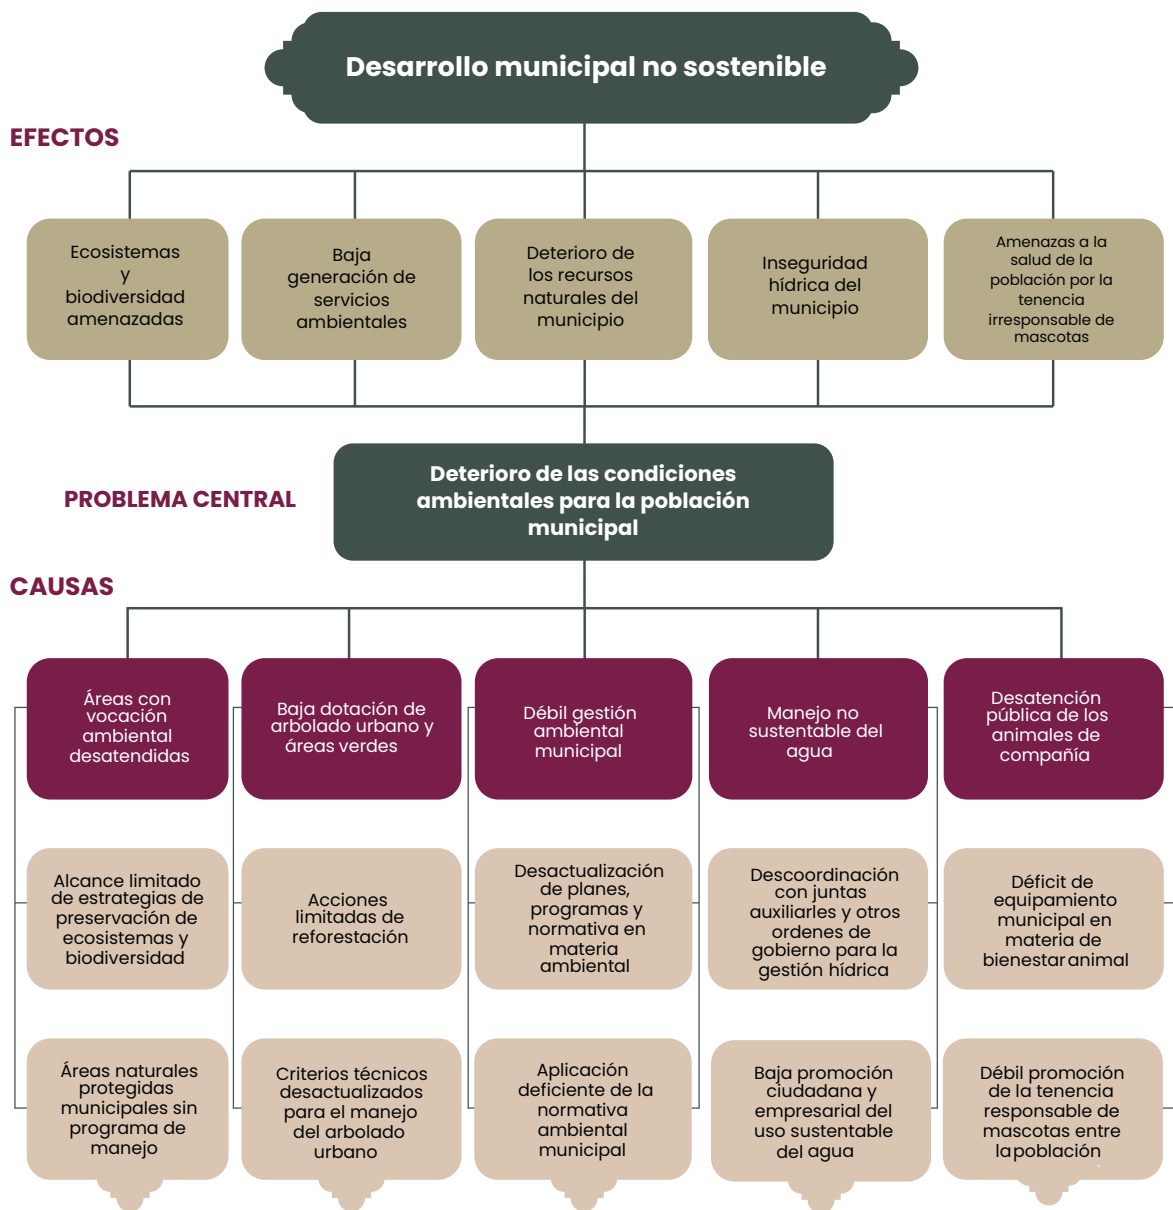 Desarrollo municipal no sostenible
EFECTOS
Ecosistemas
y
biodiversidad
amenazadas
Baja
generación de
servicios
ambientales
Deterioro de
los recursos
naturales del
municipio
Inseguridad
hídrica del
municipio
Amenazas a la
salud de la
población por la
tenencia
irresponsable de
mascotas
Deterioro de las condiciones
ambientales para la población
municipal
PROBLEMA CENTRAL
CAUSAS
Áreas con
vocación
ambiental
desatendidas
Baja dotación de
arbolado urbano y
áreas verdes
Débil gestión
ambiental
municipal
Manejo no
sustentable del
agua
Desatención
pública de los
animales de
compañía
Alcance limitado
de estrategias de
preservación de
ecosistemas y
biodiversidad
Acciones
limitadas de
reforestación
Desactualización
de planes,
programas y
normativa en
materia
ambiental
Descoordinación
con juntas
auxiliarles y otros
ordenes de
gobierno para la
gestión hídrica
Déficit de
equipamiento
municipal en
materia de
bienestar animal
Áreas naturales
protegidas
municipales sin
programa de
manejo
Criterios técnicos
desactualizados
para el manejo
del arbolado
urbano
Aplicación
deficiente de la
normativa
ambiental
municipal
Baja promoción
ciudadana y
empresarial del
uso sustentable
del agua
Débil promoción
de la tenencia
responsable de
mascotas entre
la población